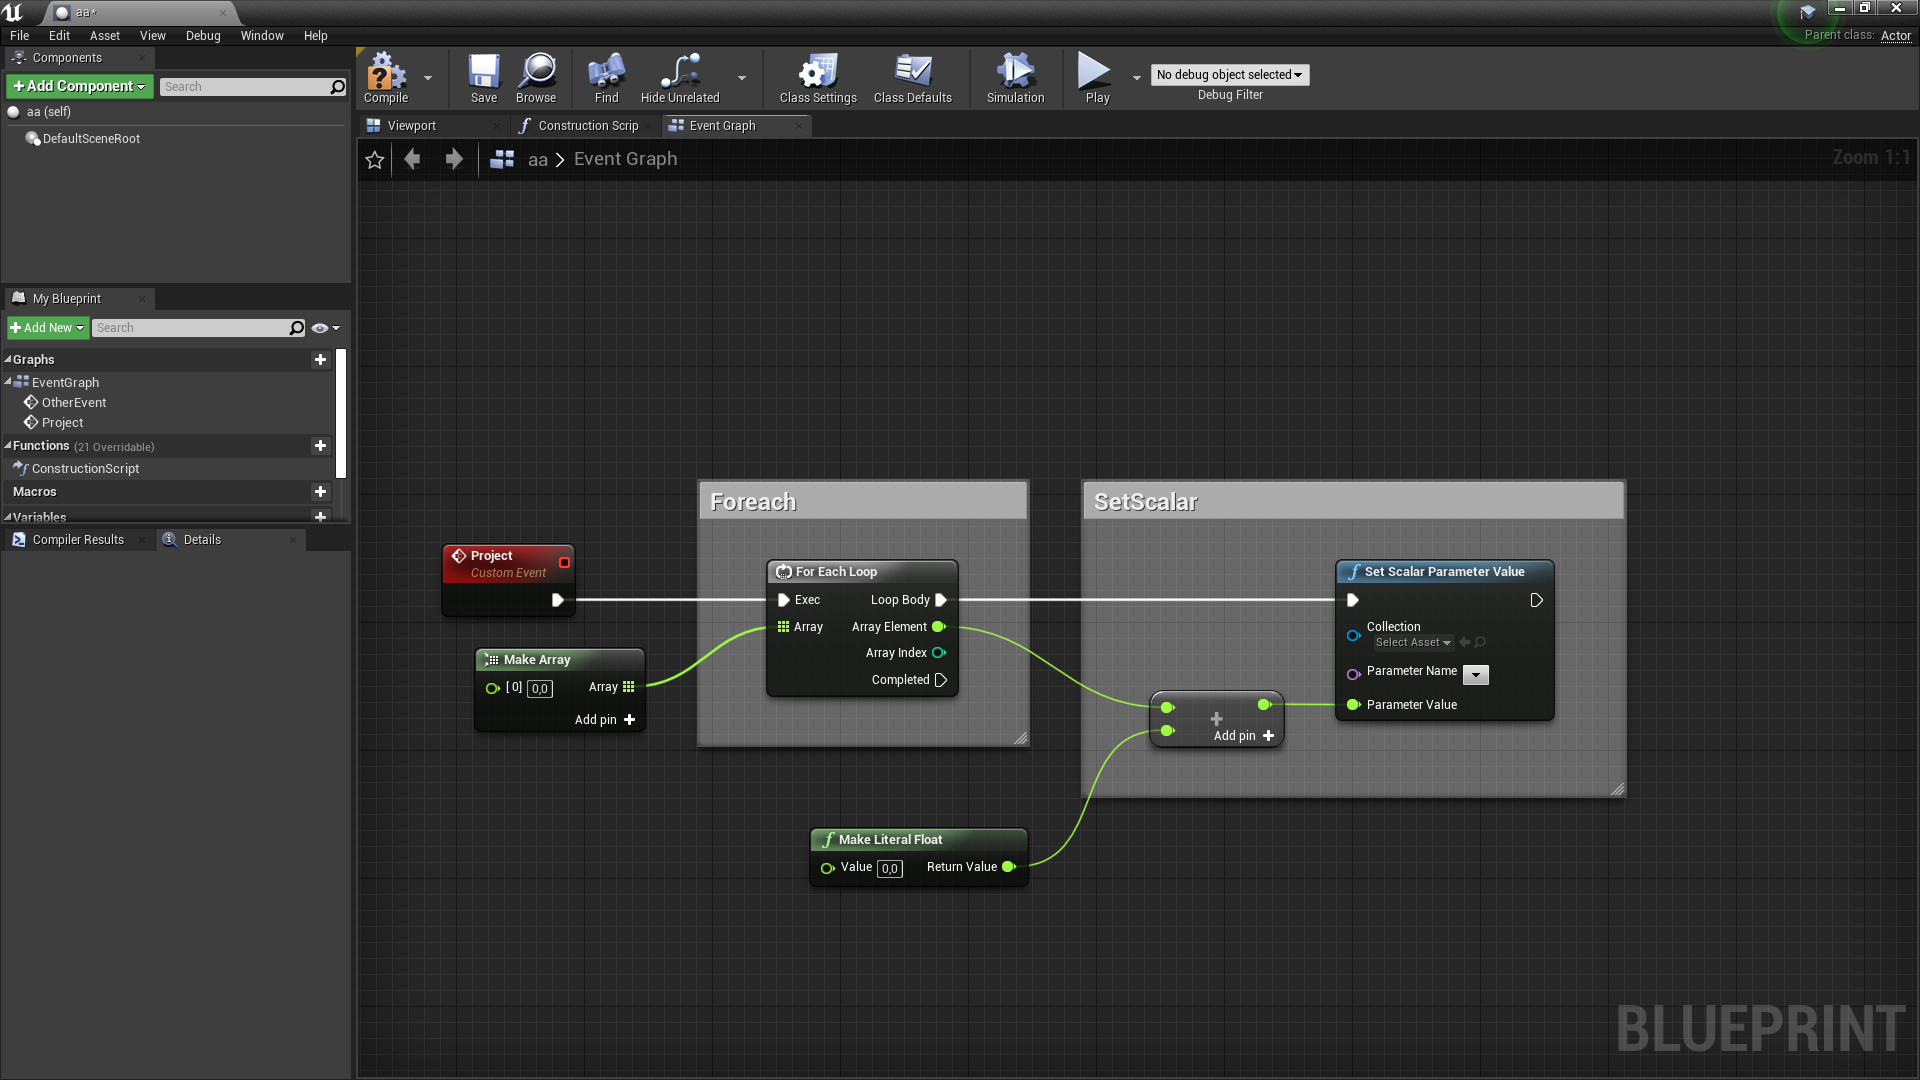 aa*
File Edit Asset View Debug Window Help
Parent class: Actor
Components
Add Component
Search
aa (self)
DefaultSceneRoot
Compile
Save
Browse
Find
Hide Unrelated
Class Settings
Class Defaults
Simulation
Play
No debug object selected
Debug Filter
Viewport
Construction Scrip
Event Graph
aa > Event Graph
Zoom 1:1
My Blueprint
Add New
Search
Graphs
EventGraph
OtherEvent
Project
Functions (21 Overridable)
ConstructionScript
Macros
Variables
Compiler Results
Details
Project
Custom Event
Make Array
[0] 0,0
Array
Add pin
Foreach
For Each Loop
Exec
Loop Body
Array
Array Element
Array Index
Completed
SetScalar
Set Scalar Parameter Value
Collection
Select Asset
Parameter Name
Parameter Value
Add pin
Make Literal Float
Value 0,0
Return Value
BLUEPRINT